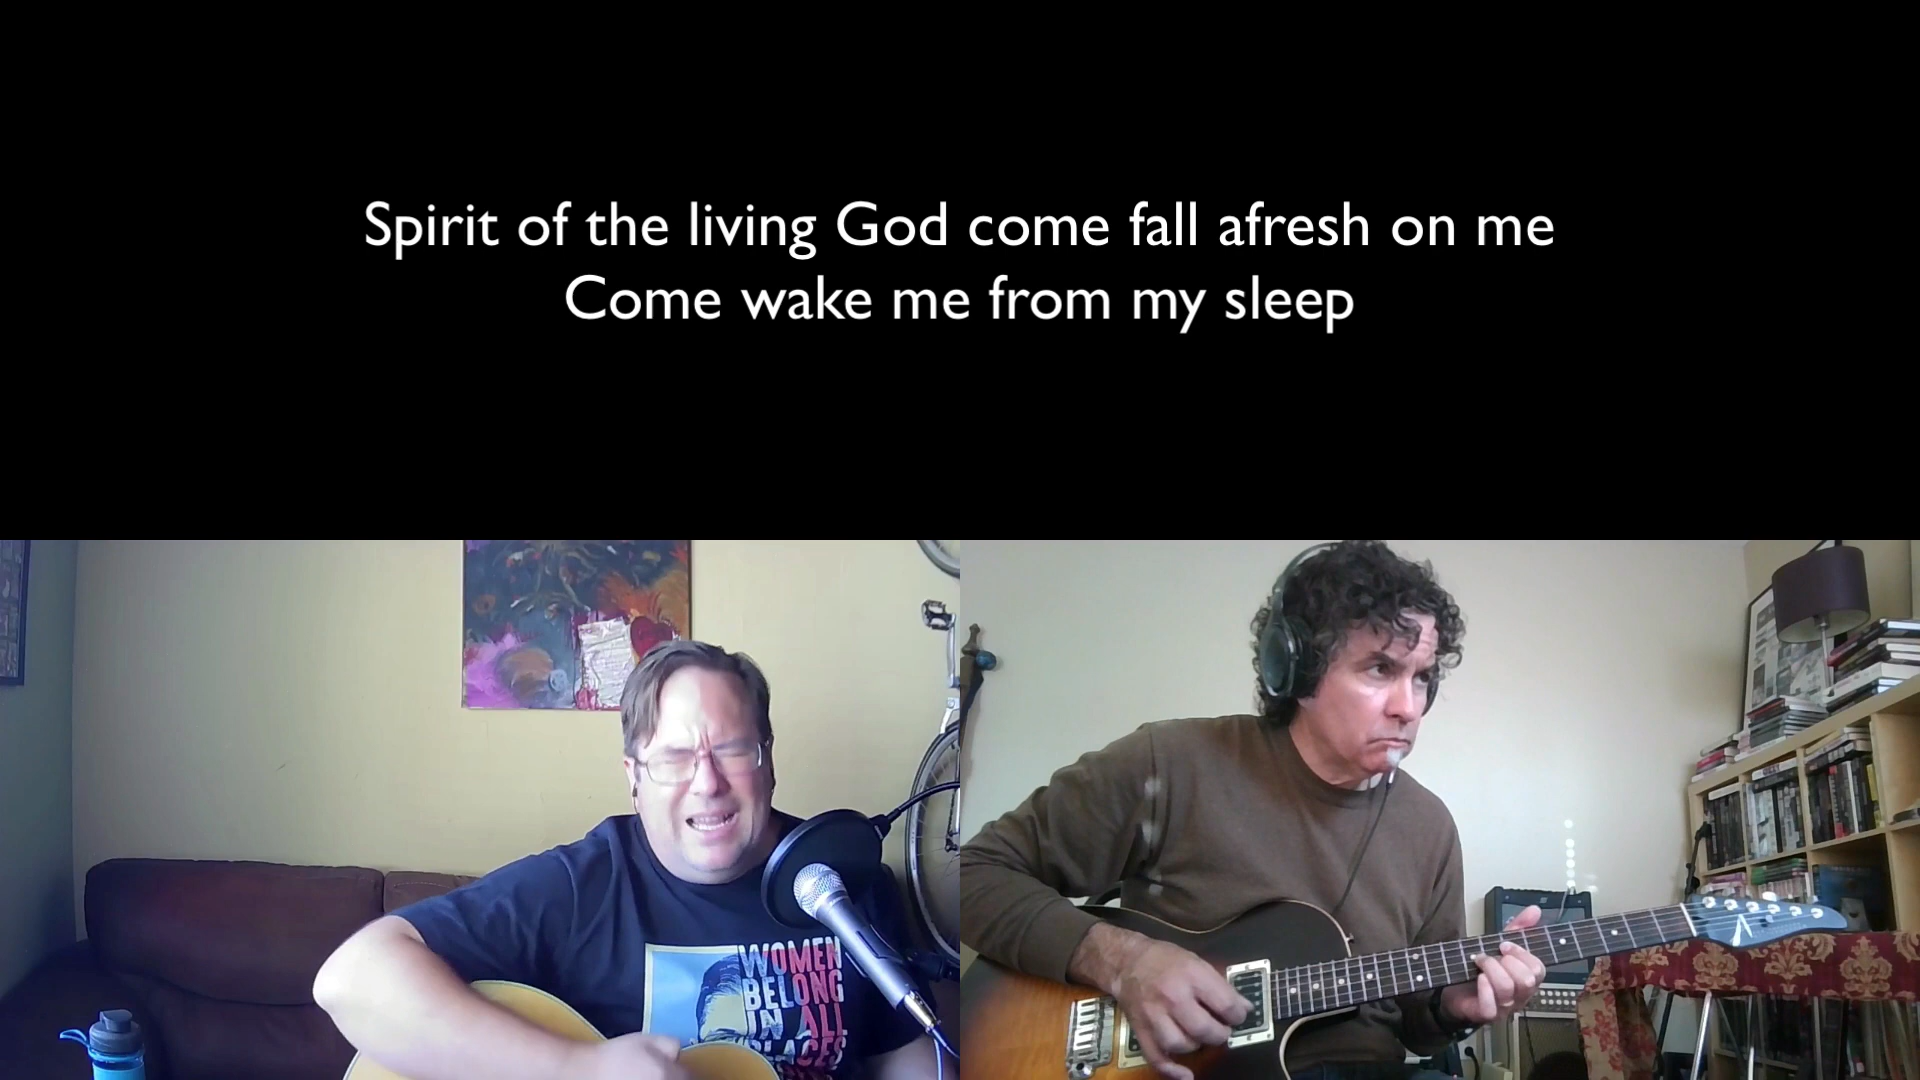 Spirit of the living God come fall afresh on me
Come wake me from my sleep
WOMEN
BELONG
IN ALL
PLACES